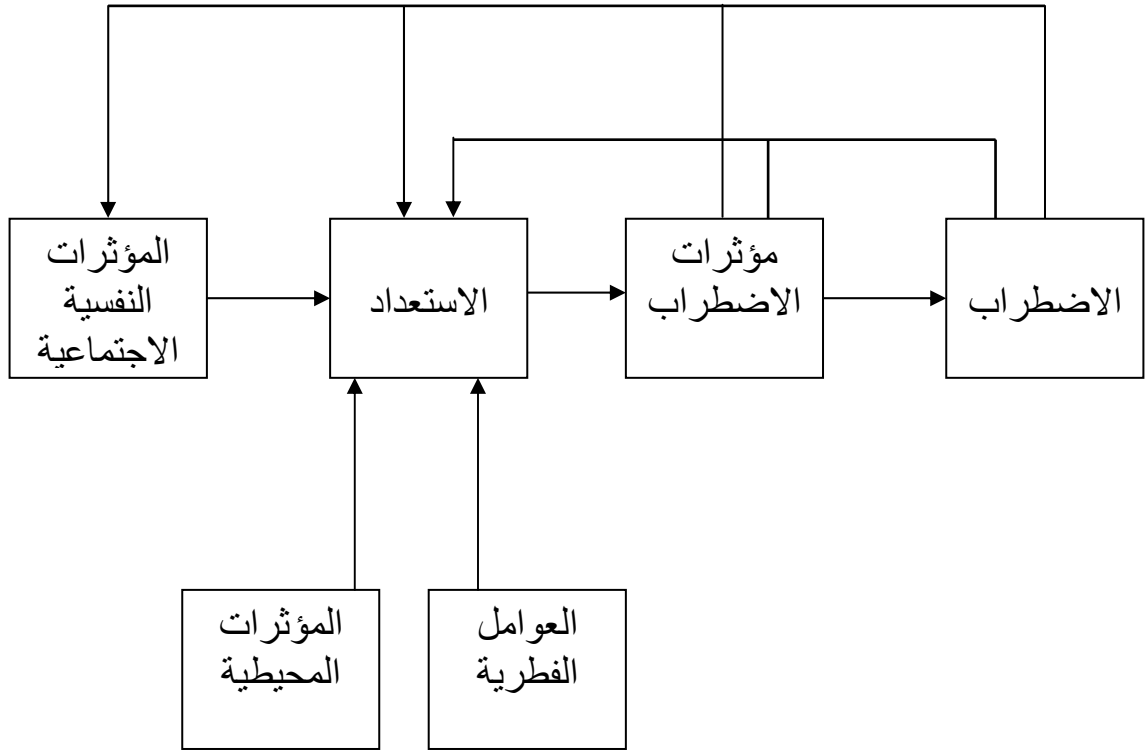 المؤثرات
النفسية
الاجتماعية
الاستعداد
مؤثرات
الاضطراب
الاضطراب
المؤثرات
المحيطية
العوامل
الفطرية